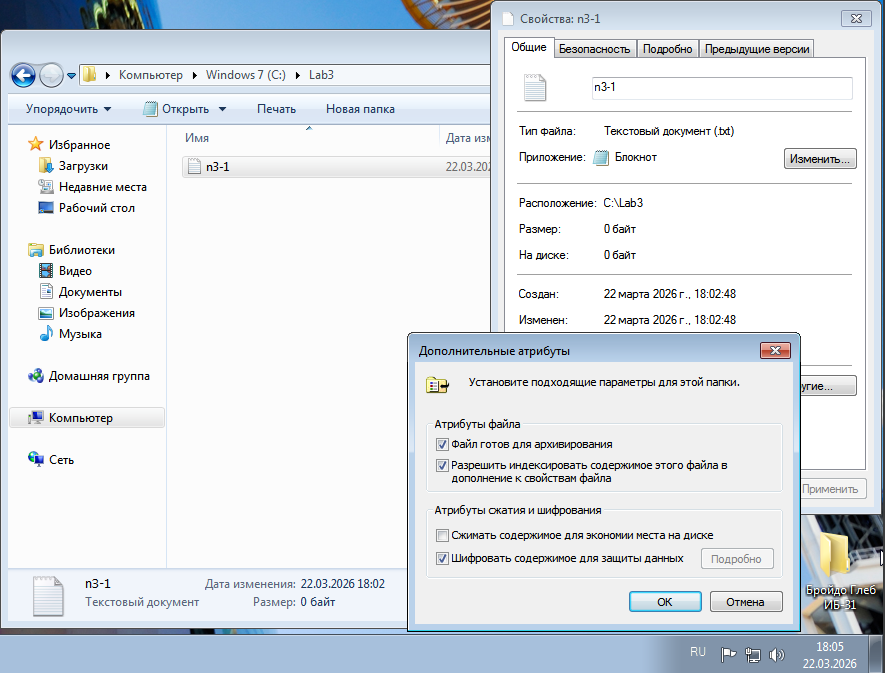 Свойства: n3-1
Общие
Безопасность
Подробно
Предыдущие версии
n3-1
Тип файла: Текстовый документ (.txt)
Приложение: Блокнот
Изменить...
Расположение: C:\Lab3
Размер: 0 байт
На диске: 0 байт
Создан: 22 марта 2026 г., 18:02:48
Изменен: 22 марта 2026 г., 18:02:48
угие...
Применить
Компьютер
Windows 7 (C:)
Lab3
Упорядочить
Открыть
Печать
Новая папка
Избранное
Загрузки
Недавние места
Рабочий стол
Библиотеки
Видео
Документы
Изображения
Музыка
Домашняя группа
Компьютер
Сеть
Имя
Дата изм
n3-1
22.03.202
Дополнительные атрибуты
Установите подходящие параметры для этой папки.
Атрибуты файла
Файл готов для архивирования
Разрешить индексировать содержимое этого файла в
дополнение к свойствам файла
Атрибуты сжатия и шифрования
Сжимать содержимое для экономии места на диске
Шифровать содержимое для защиты данных
Подробно
ОК
Отмена
n3-1
Дата изменения: 22.03.2026 18:02
Текстовый документ
Размер: 0 байт
Бройдо Глеб
ИБ-31
RU
18:05
22.03.2026